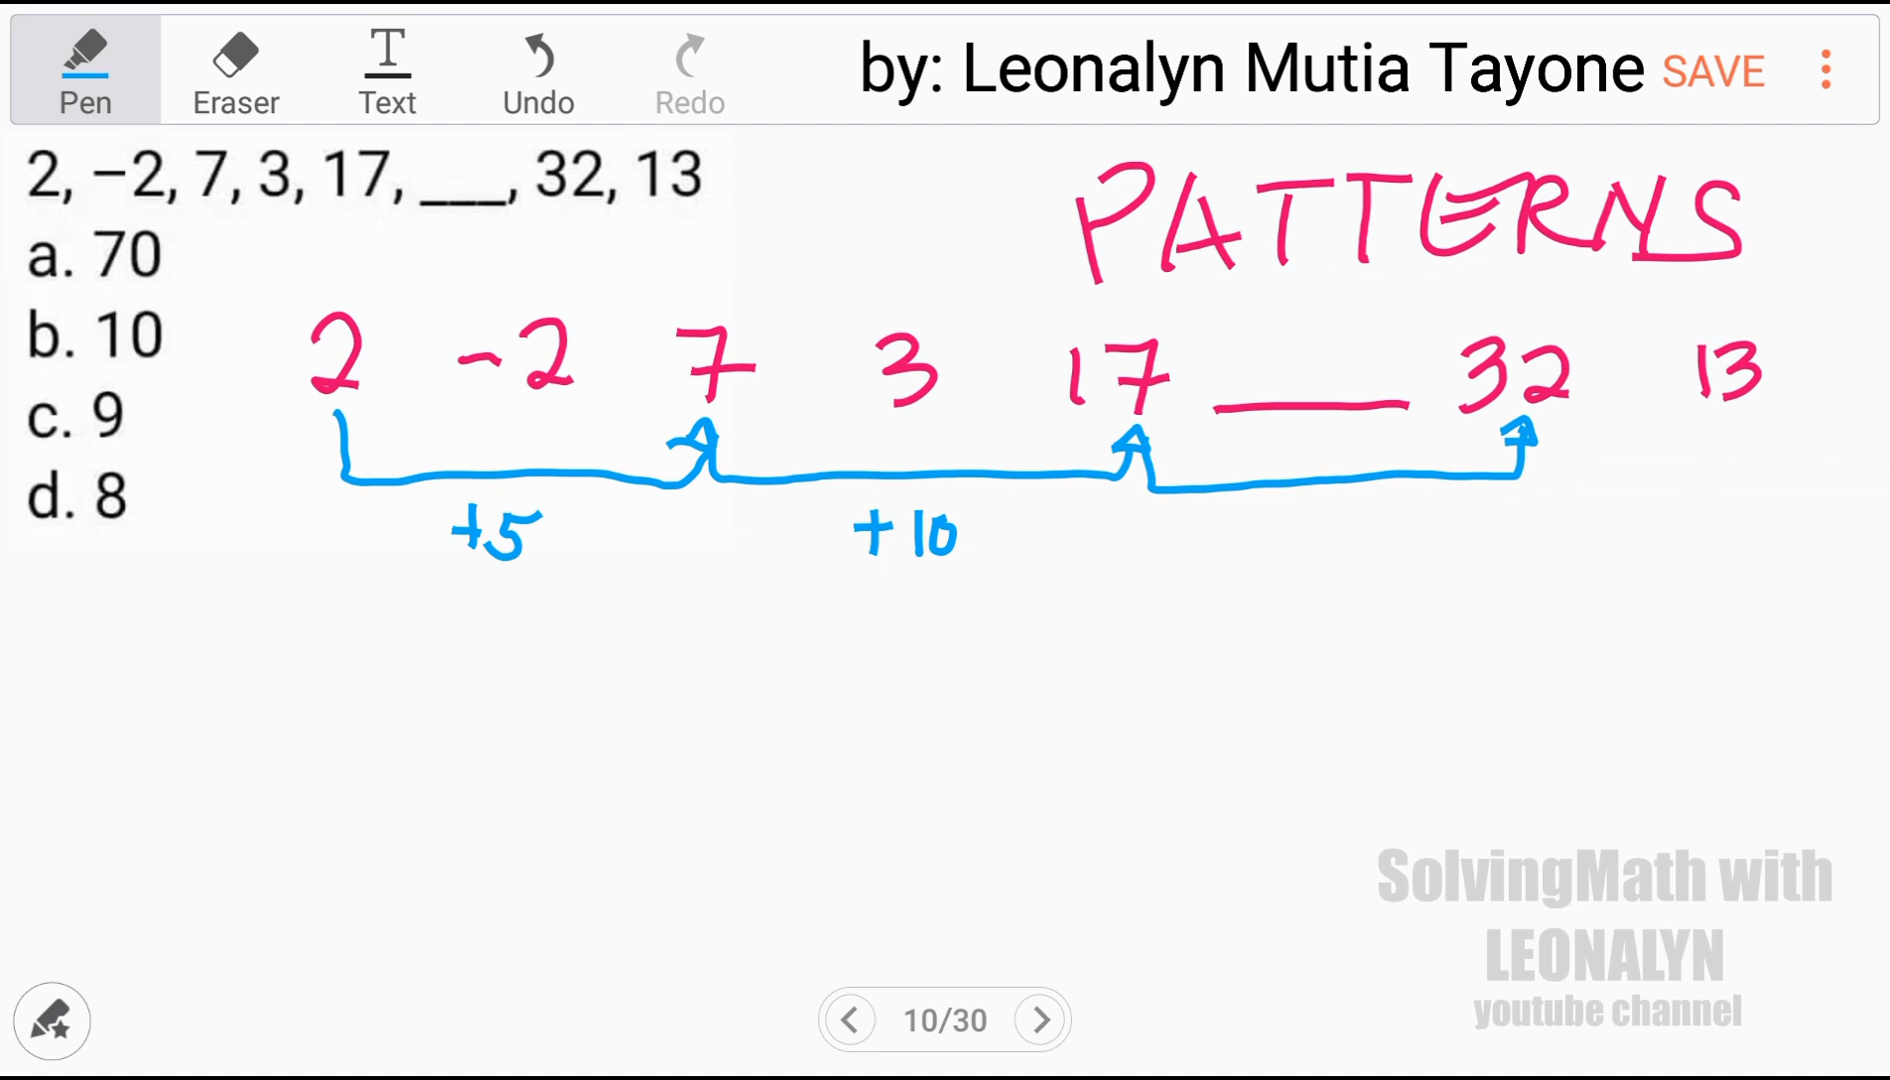 Pen Eraser Text Undo Redo by: Leonalyn Mutia Tayone SAVE
2, −2, 7, 3, 17, ___, 32, 13
PATTERNS
a. 70
b. 10
c. 9
d. 8
2 -2 7 3 17 ___ 32 13
+5 +10
SolvingMath with
LEONALYN
youtube channel
10/30